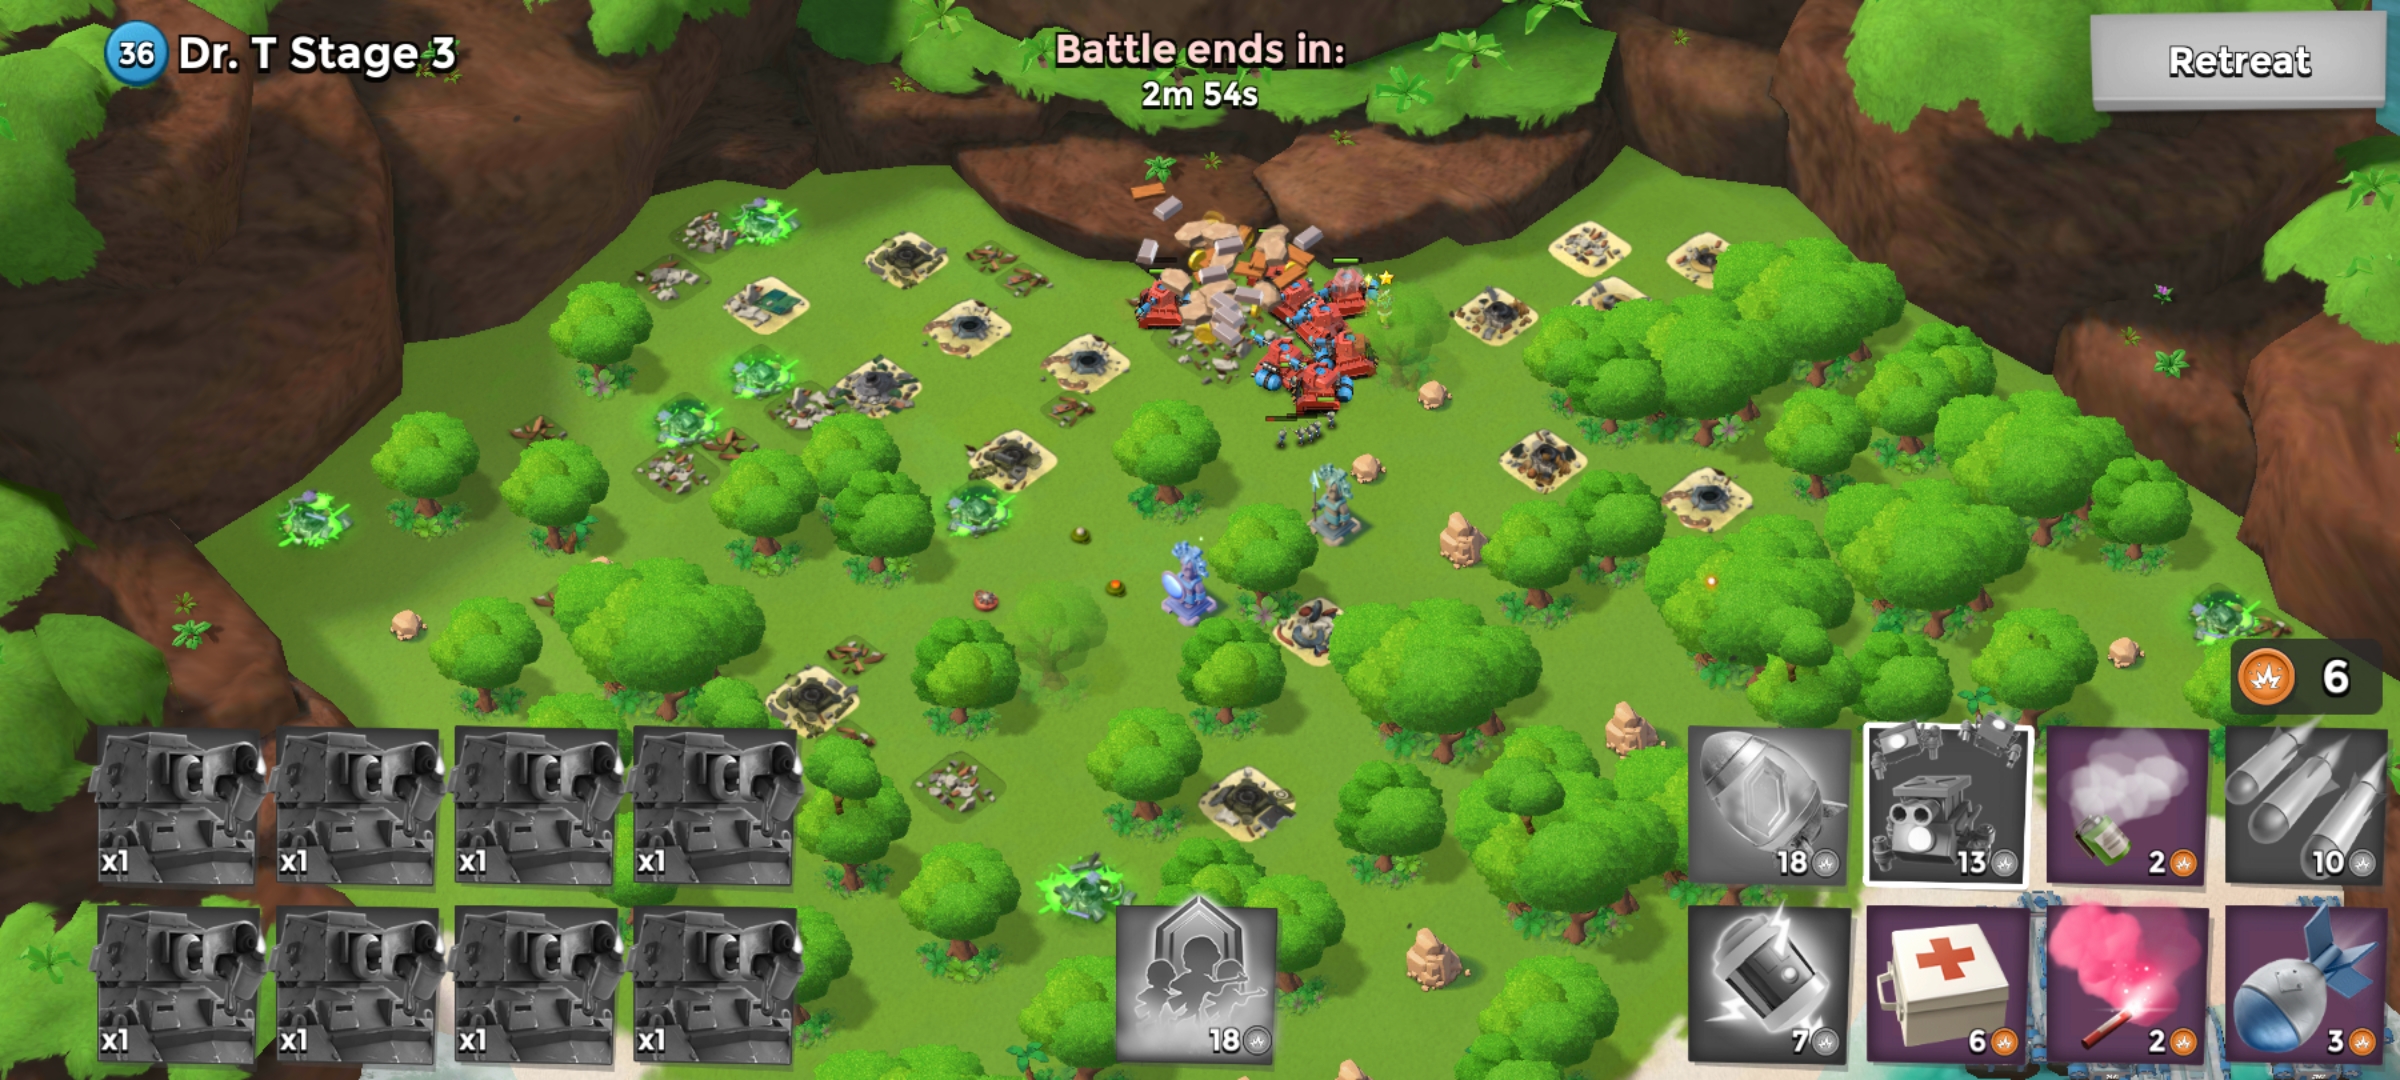 36 Dr. T Stage 3
Battle ends in:
2m 54s
Retreat
6
x1 x1 x1 x1
18 13 2 10
x1 x1 x1 x1
18
7 6 2 3